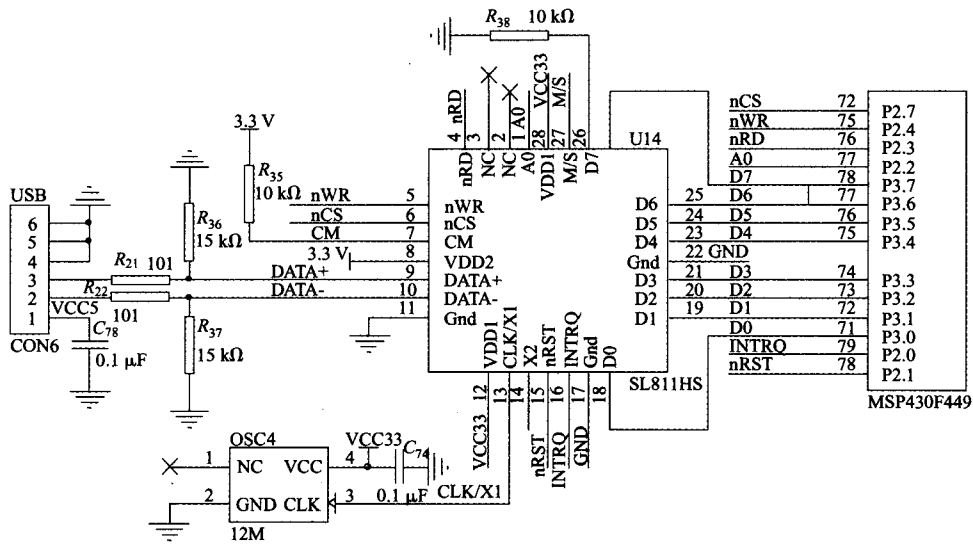 R38 10 kΩ
3.3 V
R35
10 kΩ
4 nRD
3
2
1 A0
28 VCC33
27 M/S
26
nRD
NC
NC
A0
VDD1
M/S
D7
U14
USB
6
5
4
3
2
1
CON6
R36
15 kΩ
R21 101
R22
101
VCC5
C78
0.1 μF
R37
15 kΩ
nWR 5 nWR
nCS 6 nCS
CM 7 CM
3.3 V 8 VDD2
DATA+ 9 DATA+
DATA- 10 DATA-
11 Gnd
D6 25
D5 24
D4 23
Gnd 22 GND
D3 21
D2 20
D1 19
VDD1
CLK/X1
X2
nRST
INTRQ
Gnd
D0
SL811HS
12 VCC33
13
14
15 nRST
16 INTRQ
17 GND
18
nCS 72 P2.7
nWR 75 P2.4
nRD 76 P2.3
A0 77 P2.2
D7 78 P3.7
D6 77 P3.6
D5 76 P3.5
D4 75 P3.4
D3 74 P3.3
D2 73 P3.2
D1 72 P3.1
D0 71 P3.0
INTRQ 79 P2.0
nRST 78 P2.1
MSP430F449
OSC4
1 NC VCC 4
2 GND CLK 3
12M
VCC33
C74
0.1 μF
CLK/X1